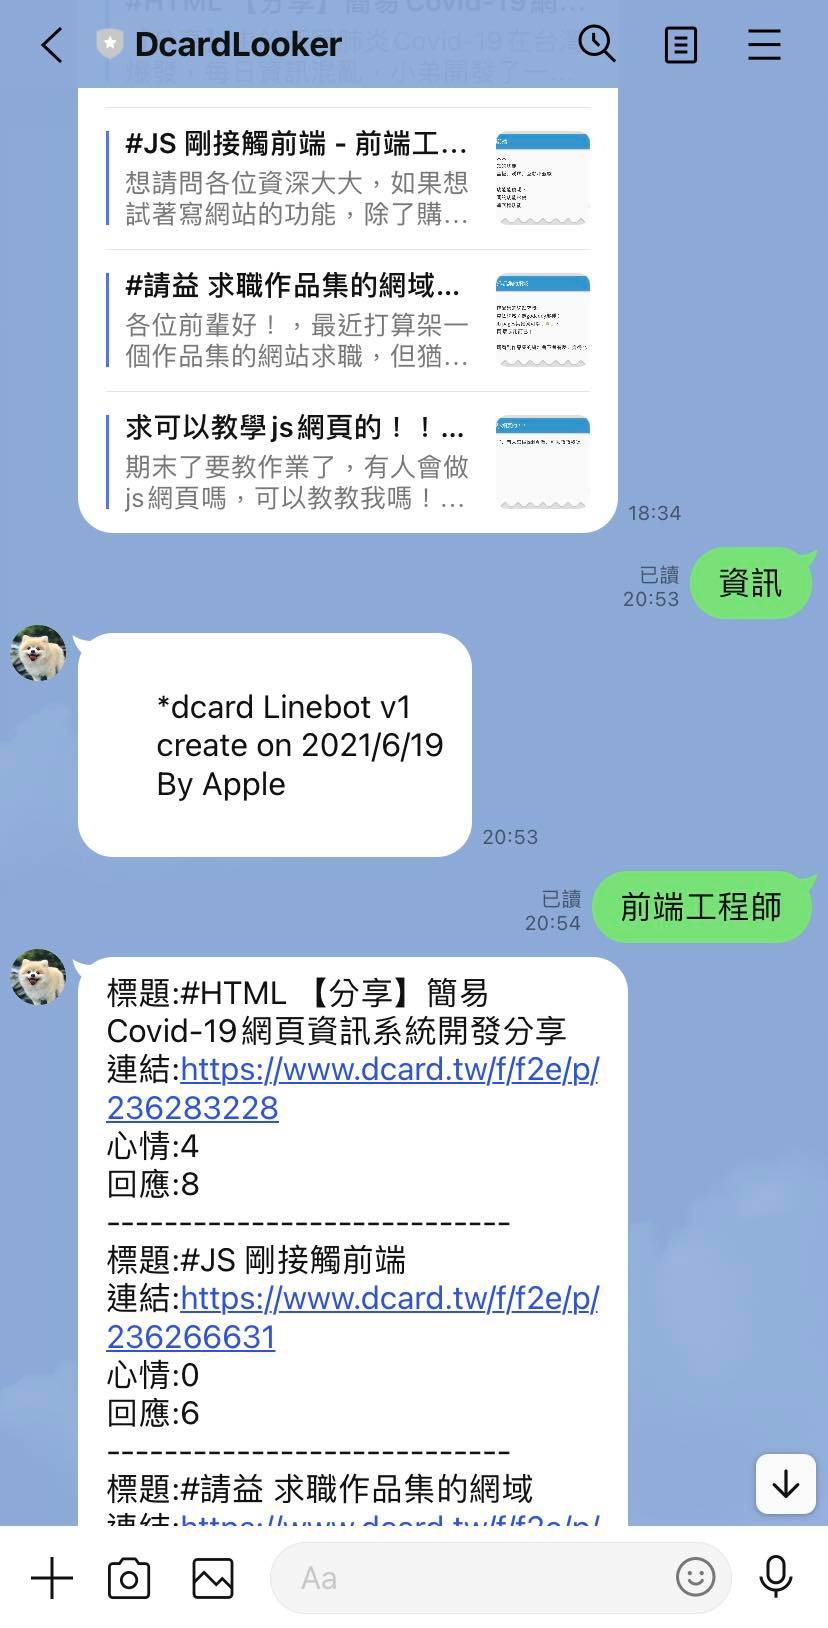 DcardLooker
#JS 剛接觸前端 - 前端工...
想請問各位資深大大，如果想
試著寫網站的功能，除了購...
#請益 求職作品集的網域...
各位前輩好！，最近打算架一
個作品集的網站求職，但猶...
求可以教學js網頁的！！...
期末了要教作業了，有人會做
js網頁嗎，可以教教我嗎！...
18:34
已讀
20:53
資訊
*dcard Linebot v1
create on 2021/6/19
By Apple
20:53
已讀
20:54
前端工程師
標題:#HTML 【分享】簡易
Covid-19網頁資訊系統開發分享
連結:https://www.dcard.tw/f/f2e/p/
236283228
心情:4
回應:8
----------------------------
標題:#JS 剛接觸前端
連結:https://www.dcard.tw/f/f2e/p/
236266631
心情:0
回應:6
----------------------------
標題:#請益 求職作品集的網域
連結:https://www.dcard.tw/f/f2e/p/
Aa